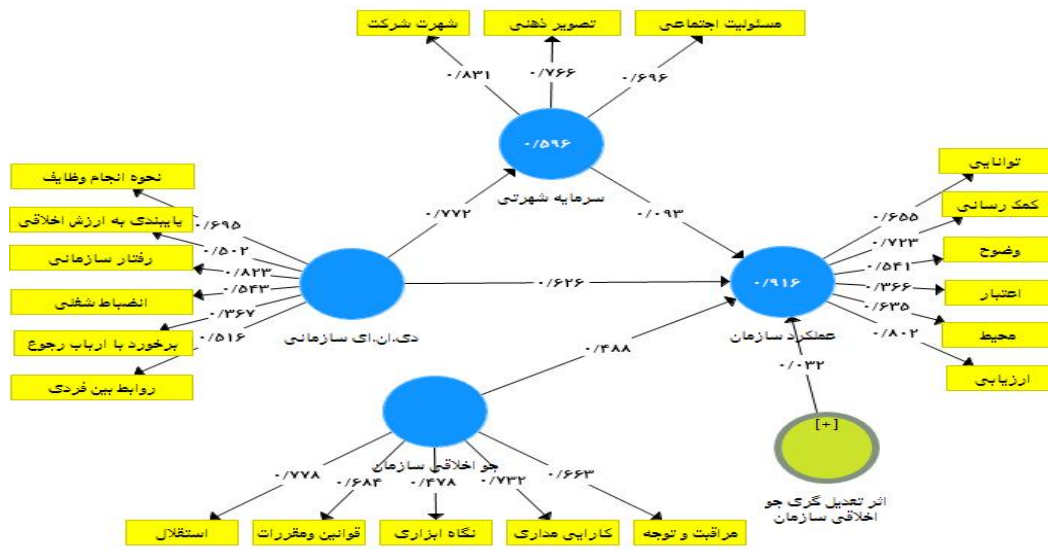 شهرت شرکت
تصویر ذهنی
مسئولیت اجتماعی
۰/۸۳۱
۰/۷۶۶
۰/۶۹۶
۰/۵۹۶
سرمایه شهرتی
۰/۷۷۲
۰/۰۹۳
نحوه انجام وظایف
پایبندی به ارزش اخلاقی
رفتار سازمانی
انضباط شغلی
برخورد با ارباب رجوع
روابط بین فردی
۰/۶۹۵
۰/۵۰۲
۰/۸۲۳
۰/۵۴۳
۰/۳۶۷
۰/۵۱۶
دی.ان.ای سازمانی
۰/۶۲۶
توانایی
کمک رسانی
وضوح
اعتبار
محیط
ارزیابی
۰/۶۵۵
۰/۷۲۳
۰/۵۴۱
۰/۳۶۶
۰/۶۳۵
۰/۸۰۲
۰/۹۱۶
عملکرد سازمان
۰/۴۸۸
۰/۰۳۲
جو اخلاقی سازمان
۰/۷۷۸
۰/۶۸۴
۰/۴۷۸
۰/۷۳۲
۰/۶۶۳
استقلال
قوانین ومقررات
نگاه ابزاری
کارایی مداری
مراقبت و توجه
[+]
اثر تعدیل گری جو
اخلاقی سازمان